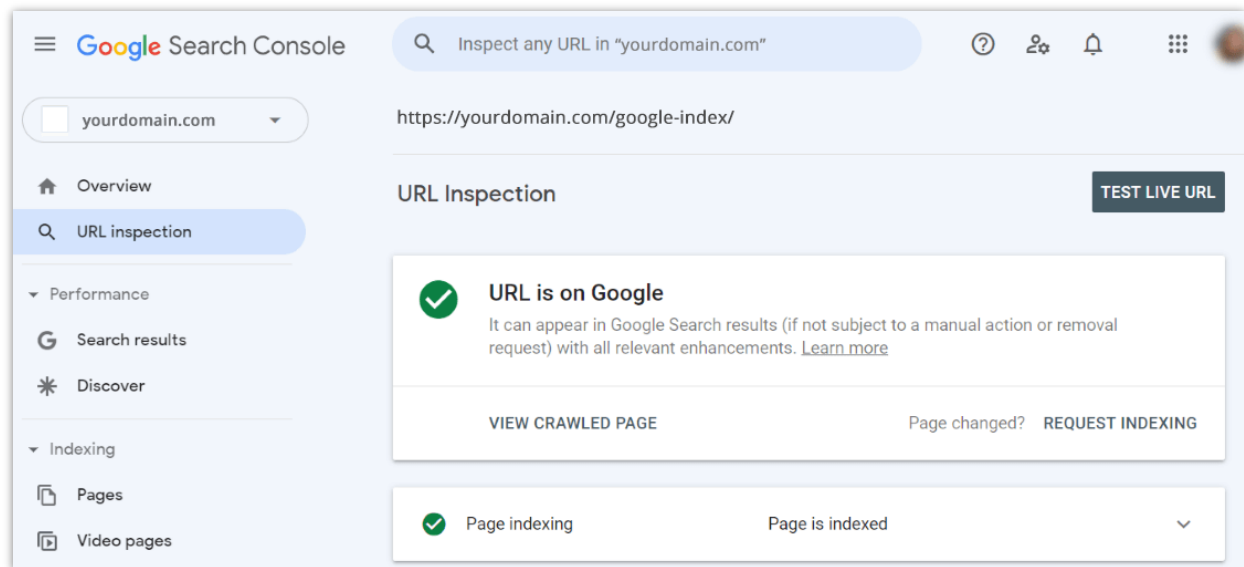 Google Search Console
Inspect any URL in “yourdomain.com”
yourdomain.com
https://yourdomain.com/google-index/
Overview
URL inspection
Performance
Search results
Discover
Indexing
Pages
Video pages
URL Inspection
TEST LIVE URL
URL is on Google
It can appear in Google Search results (if not subject to a manual action or removal
request) with all relevant enhancements. Learn more
VIEW CRAWLED PAGE
Page changed? REQUEST INDEXING
Page indexing
Page is indexed